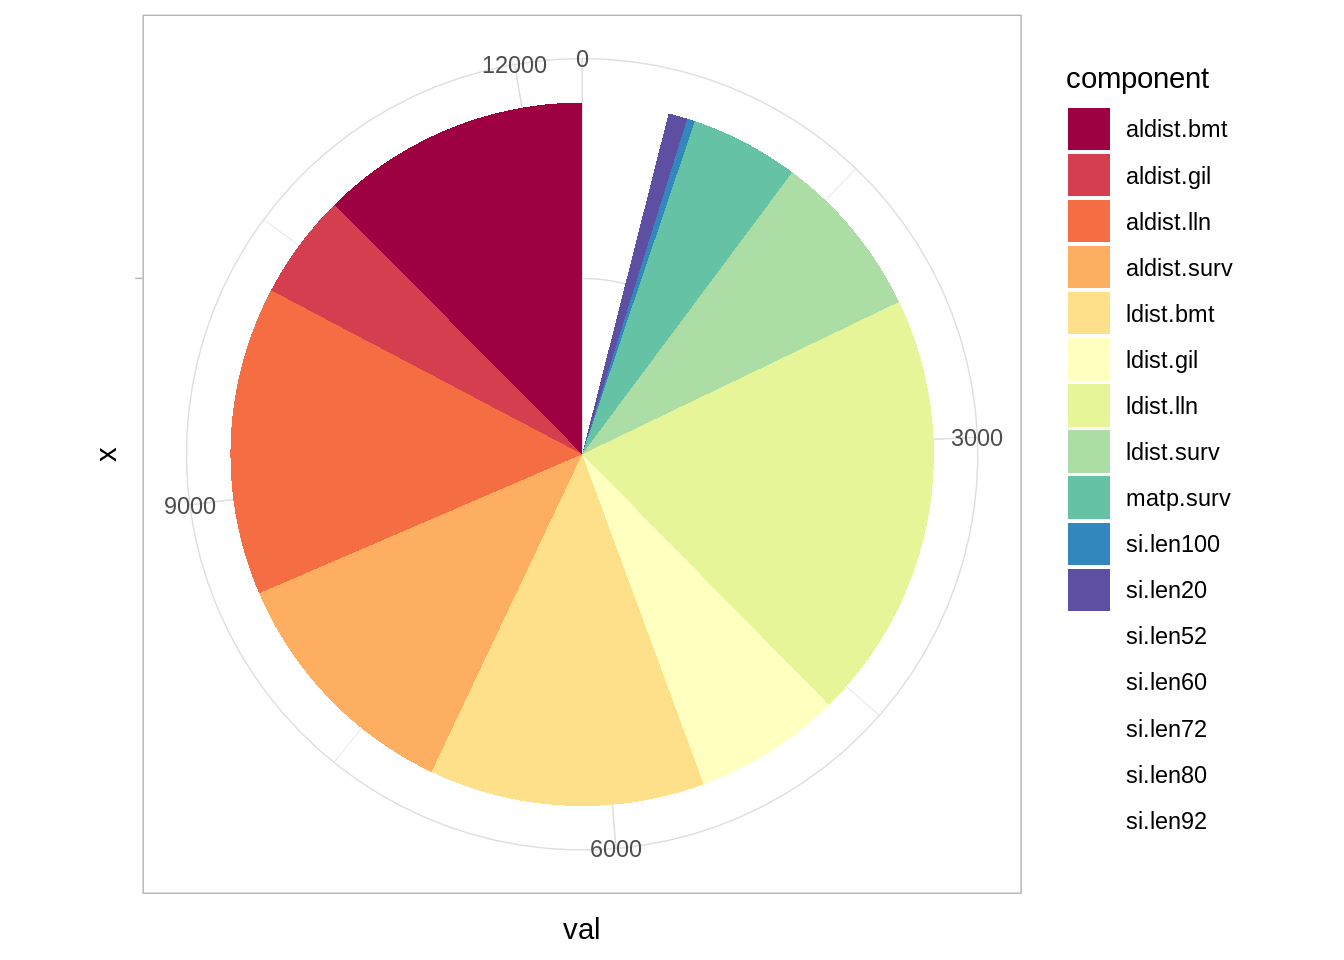 12000
0
3000
9000
6000
x
val
component
aldist.bmt
aldist.gil
aldist.lln
aldist.surv
ldist.bmt
ldist.gil
ldist.lln
ldist.surv
matp.surv
si.len100
si.len20
si.len52
si.len60
si.len72
si.len80
si.len92